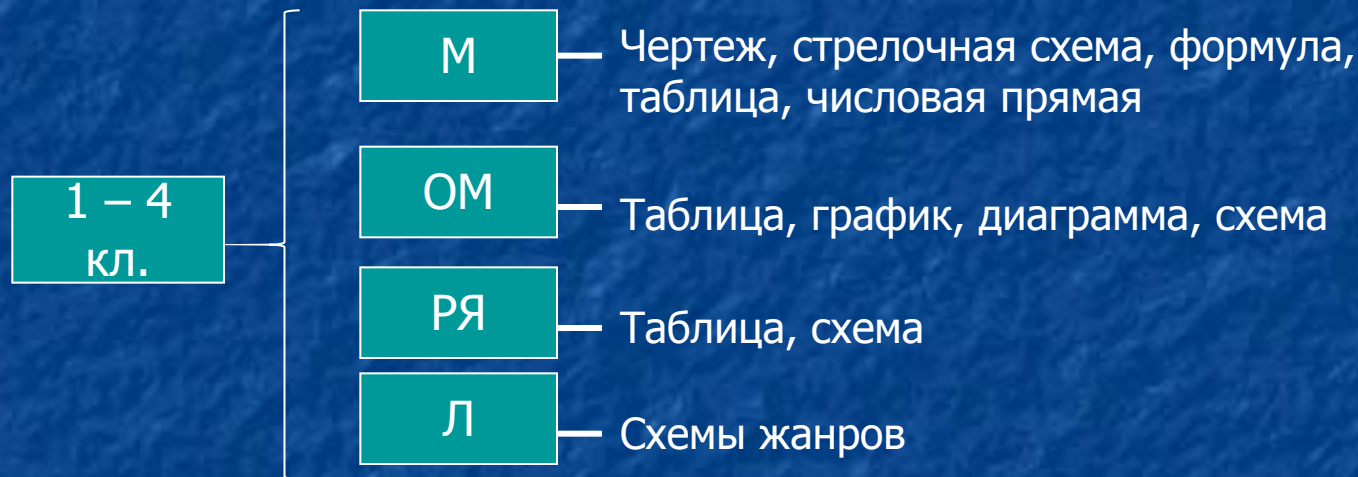 М
Чертеж, стрелочная схема, формула,
таблица, числовая прямая
1 – 4
кл.
ОМ
Таблица, график, диаграмма, схема
РЯ
Таблица, схема
Л
Схемы жанров